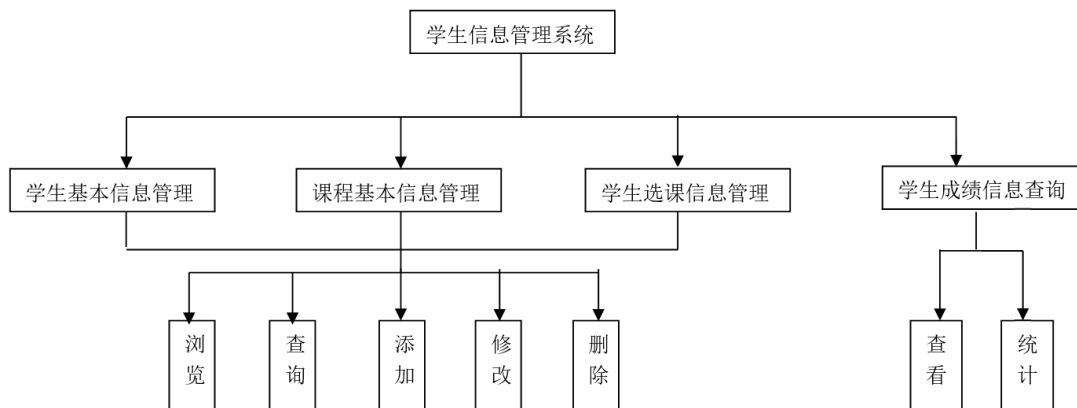 学生信息管理系统
学生基本信息管理
课程基本信息管理
学生选课信息管理
学生成绩信息查询
浏览
查询
添加
修改
删除
查看
统计